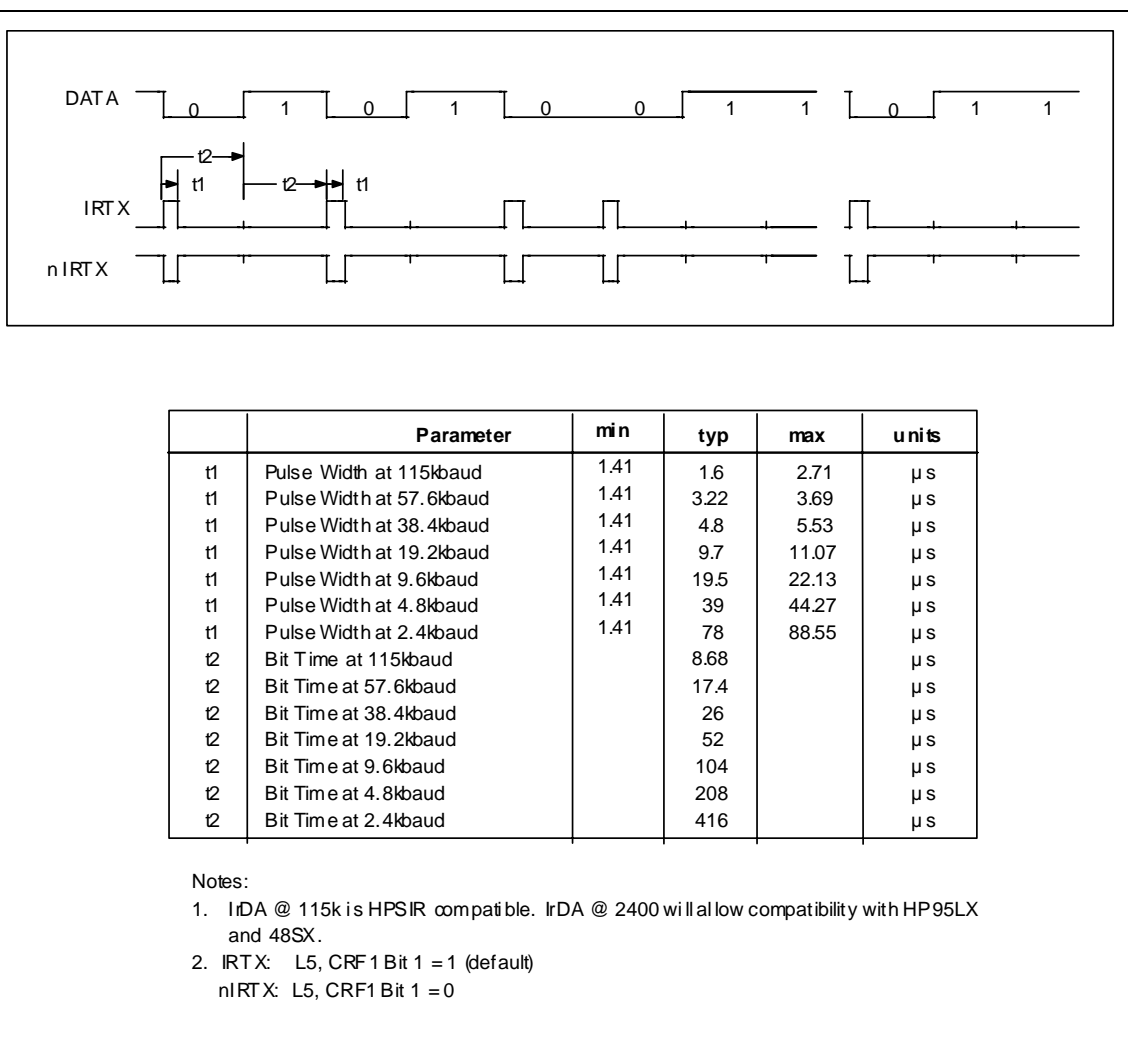 DATA 0 1 0 1 0 0 1 1 0 1 1
t2
t1 t2 t1
IRTX
nIRTX
Parameter min typ max units
t1 Pulse Width at 115kbaud 1.41 1.6 2.71 µs
t1 Pulse Width at 57.6kbaud 1.41 3.22 3.69 µs
t1 Pulse Width at 38.4kbaud 1.41 4.8 5.53 µs
t1 Pulse Width at 19.2kbaud 1.41 9.7 11.07 µs
t1 Pulse Width at 9.6kbaud 1.41 19.5 22.13 µs
t1 Pulse Width at 4.8kbaud 1.41 39 44.27 µs
t1 Pulse Width at 2.4kbaud 1.41 78 88.55 µs
t2 Bit Time at 115kbaud 8.68 µs
t2 Bit Time at 57.6kbaud 17.4 µs
t2 Bit Time at 38.4kbaud 26 µs
t2 Bit Time at 19.2kbaud 52 µs
t2 Bit Time at 9.6kbaud 104 µs
t2 Bit Time at 4.8kbaud 208 µs
t2 Bit Time at 2.4kbaud 416 µs
Notes:
1. IrDA @ 115k is HPSIR compatible. IrDA @ 2400 will allow compatibility with HP95LX
and 48SX.
2. IRTX: L5, CRF1 Bit 1 = 1 (default)
nIRTX: L5, CRF1 Bit 1 = 0